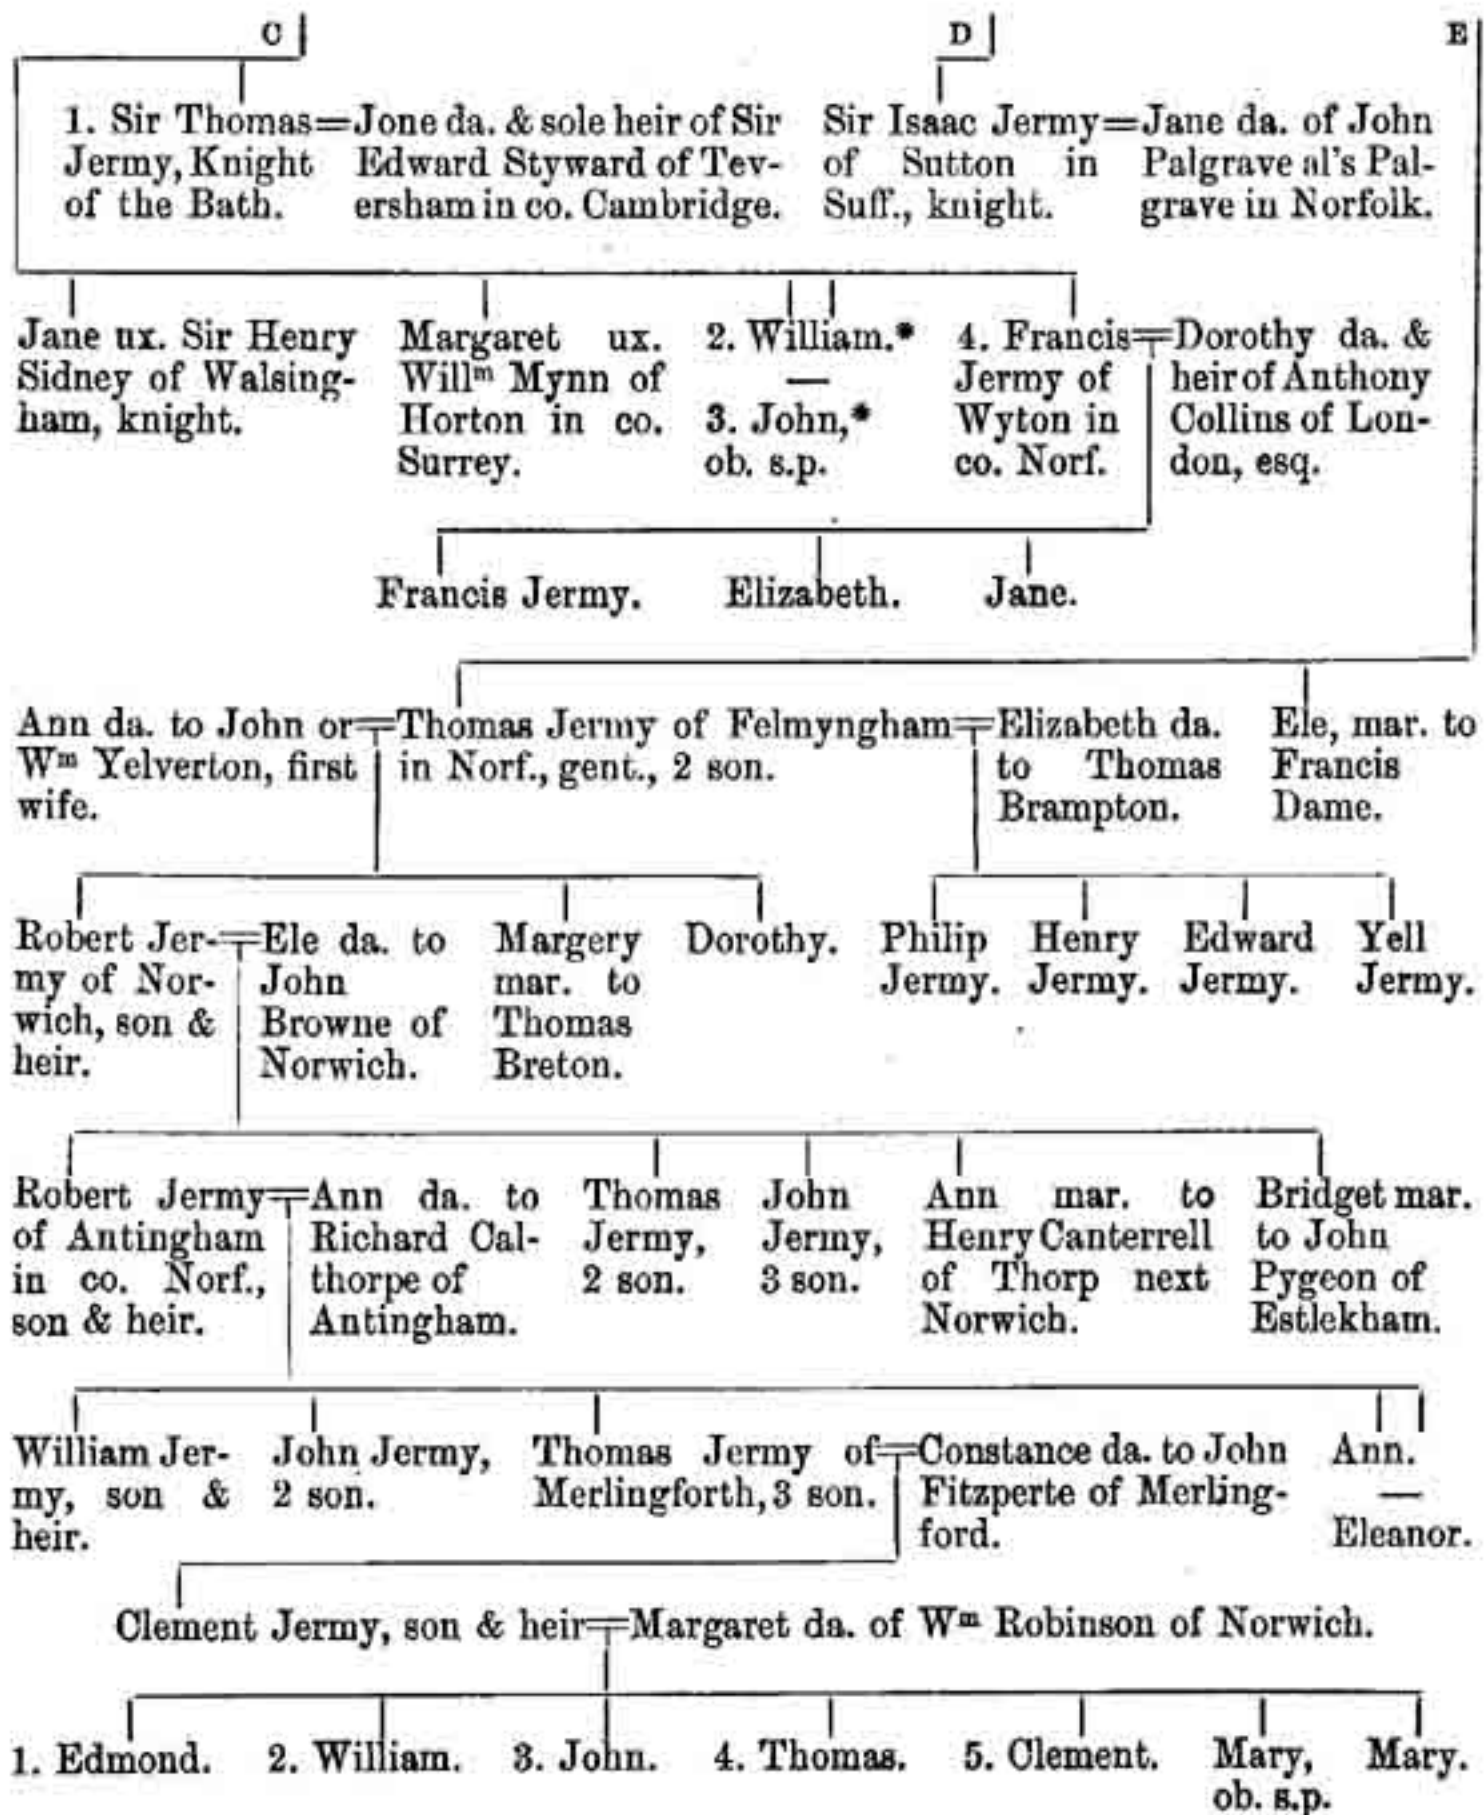 C D E
1. Sir Thomas=Jone da. & sole heir of Sir
Jermy, Knight Edward Styward of Tev-
of the Bath. ersham in co. Cambridge.
Sir Isaac Jermy=Jane da. of John
of Sutton in Palgrave al's Pal-
Suff., knight. grave in Norfolk.
Jane ux. Sir Henry
Sidney of Walsing-
ham, knight.
Margaret ux.
Willm Mynn of
Horton in co.
Surrey.
2. William.*
—
3. John,*
ob. s.p.
4. Francis=Dorothy da. &
Jermy of heir of Anthony
Wyton in Collins of Lon-
co. Norf. don, esq.
Francis Jermy. Elizabeth. Jane.
Ann da. to John or=Thomas Jermy of Felmyngham=Elizabeth da.
Wm Yelverton, first in Norf., gent., 2 son. to Thomas
wife. Brampton.
Ele, mar. to
Francis
Dame.
Robert Jer-=Ele da. to
my of Nor- John
wich, son & Browne of
heir. Norwich.
Margery
mar. to
Thomas
Breton.
Dorothy.
Philip Henry Edward Yell
Jermy. Jermy. Jermy. Jermy.
Robert Jermy=Ann da. to
of Antingham Richard Cal-
in co. Norf., thorpe of
son & heir. Antingham.
Thomas
Jermy,
2 son.
John
Jermy,
3 son.
Ann mar. to
Henry Canterrell
of Thorp next
Norwich.
Bridget mar.
to John
Pygeon of
Estlekham.
William Jer-
my, son &
heir.
John Jermy,
2 son.
Thomas Jermy of=Constance da. to John
Merlingforth, 3 son. Fitzperte of Merling-
ford.
Ann.
—
Eleanor.
Clement Jermy, son & heir=Margaret da. of Wm Robinson of Norwich.
1. Edmond. 2. William. 3. John. 4. Thomas. 5. Clement. Mary, Mary.
ob. s.p.